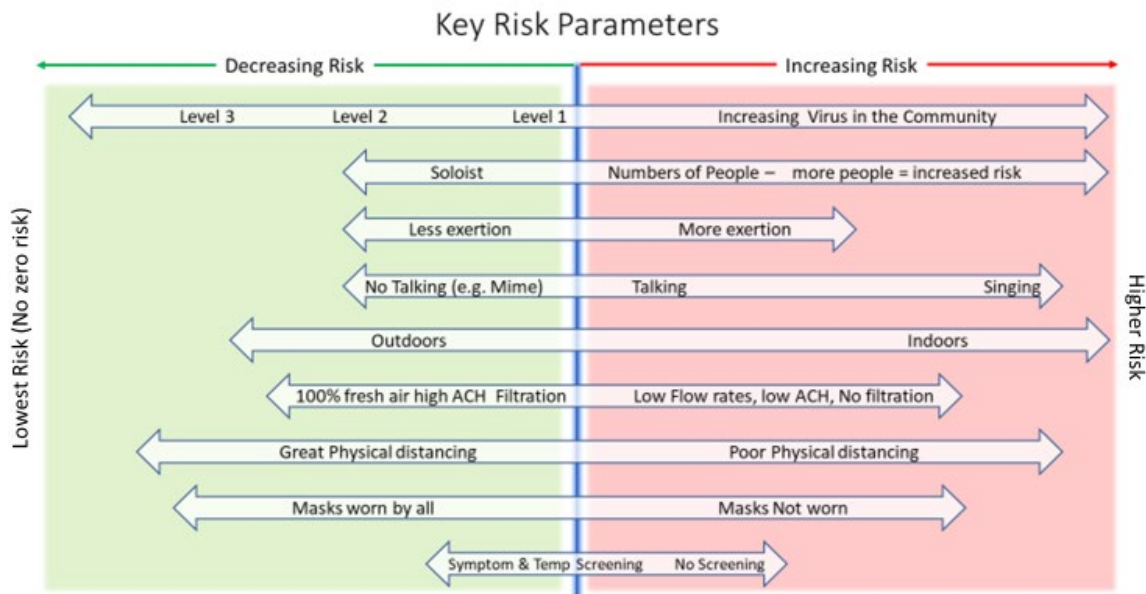 Key Risk Parameters
Decreasing Risk Increasing Risk
Level 3 Level 2 Level 1 Increasing Virus in the Community
Soloist Numbers of People – more people = increased risk
Less exertion More exertion
No Talking (e.g. Mime) Talking Singing
Outdoors Indoors
100% fresh air high ACH Filtration Low Flow rates, low ACH, No filtration
Great Physical distancing Poor Physical distancing
Masks worn by all Masks Not worn
Symptom & Temp Screening No Screening
Lowest Risk (No zero risk)
Higher Risk